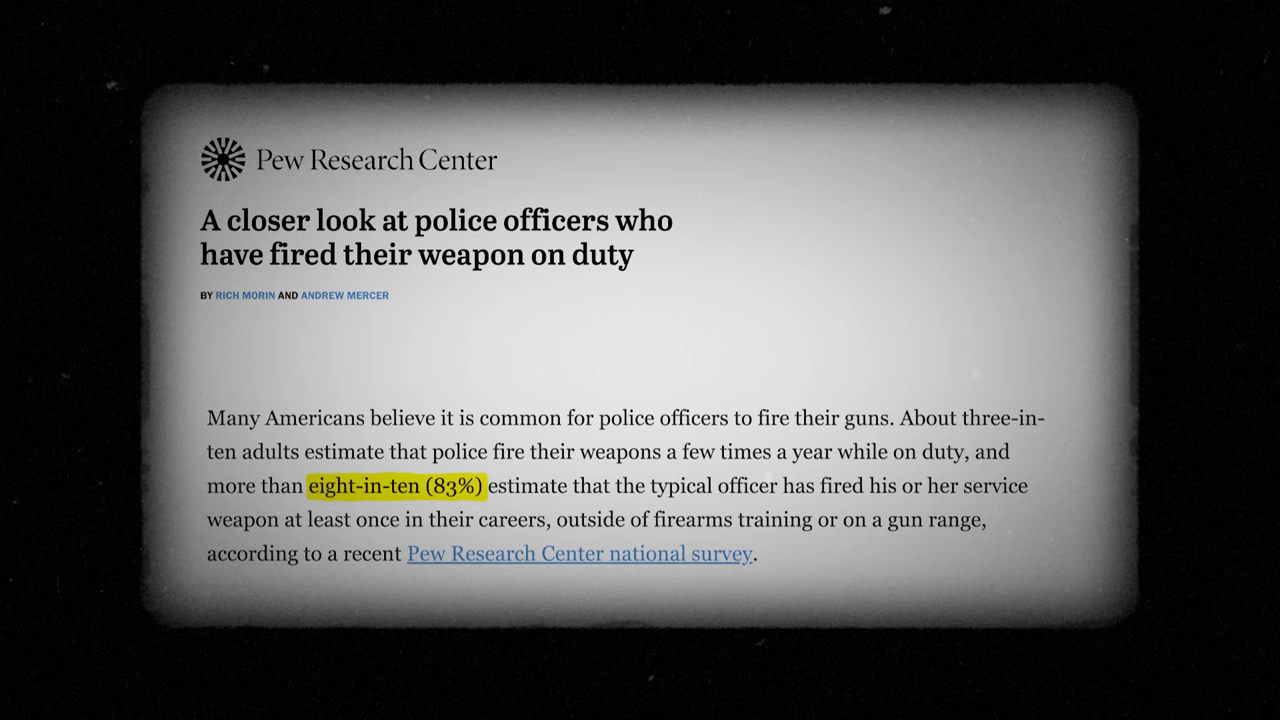 Pew Research Center
A closer look at police officers who
have fired their weapon on duty
BY RICH MORIN AND ANDREW MERCER
Many Americans believe it is common for police officers to fire their guns. About three-in-
ten adults estimate that police fire their weapons a few times a year while on duty, and
more than eight-in-ten (83%) estimate that the typical officer has fired his or her service
weapon at least once in their careers, outside of firearms training or on a gun range,
according to a recent Pew Research Center national survey.